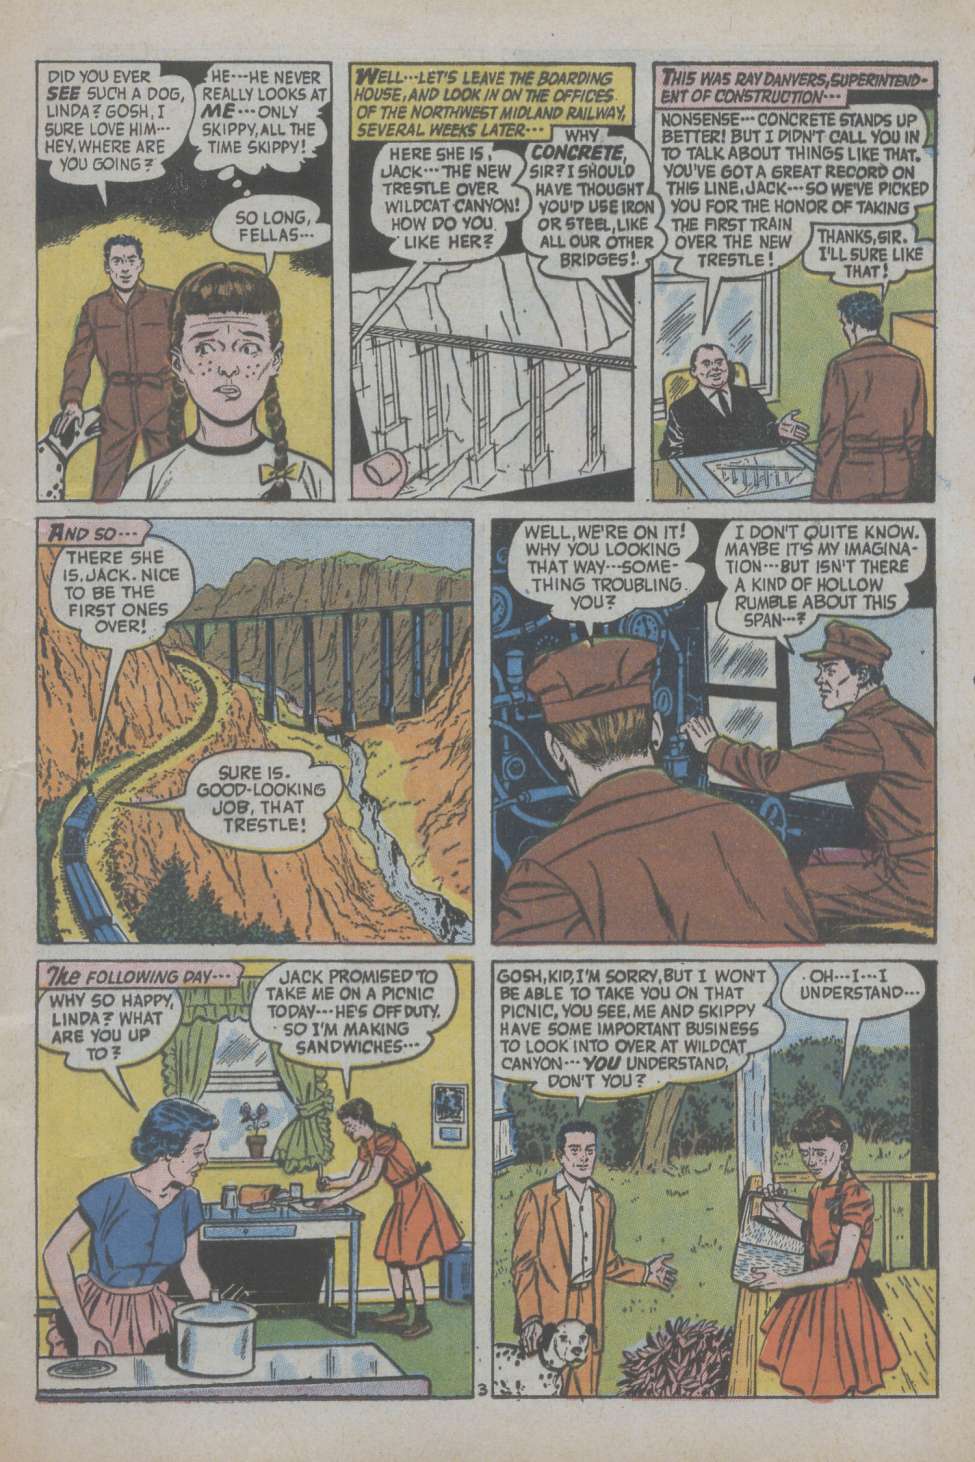 DID YOU EVER
SEE SUCH A DOG,
LINDA? GOSH, I
SURE LOVE HIM---
HEY, WHERE ARE
YOU GOING?
HE---HE NEVER
REALLY LOOKS AT
ME---ONLY
SKIPPY, ALL THE
TIME SKIPPY!
SO LONG,
FELLAS---
WELL---LET'S LEAVE THE BOARDING
HOUSE, AND LOOK IN ON THE OFFICES
OF THE NORTHWEST MIDLAND RAILWAY,
SEVERAL WEEKS LATER---
HERE SHE IS,
JACK---THE NEW
TRESTLE OVER
WILDCAT CANYON!
HOW DO YOU
LIKE HER?
WHY
CONCRETE,
SIR? I SHOULD
HAVE THOUGHT
YOU'D USE IRON
OR STEEL, LIKE
ALL OUR OTHER
BRIDGES!
THIS WAS RAY DANVERS, SUPERINTEND-
ENT OF CONSTRUCTION---
NONSENSE---CONCRETE STANDS UP
BETTER! BUT I DIDN'T CALL YOU IN
TO TALK ABOUT THINGS LIKE THAT.
YOU'VE GOT A GREAT RECORD ON
THIS LINE, JACK---SO WE'VE PICKED
YOU FOR THE HONOR OF TAKING
THE FIRST TRAIN
OVER THE NEW
TRESTLE!
THANKS, SIR.
I'LL SURE LIKE
THAT!
AND SO---
THERE SHE
IS, JACK. NICE
TO BE THE
FIRST ONES
OVER!
SURE IS.
GOOD-LOOKING
JOB, THAT
TRESTLE!
WELL, WE'RE ON IT!
WHY YOU LOOKING
THAT WAY---SOME-
THING TROUBLING
YOU?
I DON'T QUITE KNOW.
MAYBE IT'S MY IMAGINA-
TION---BUT ISN'T THERE
A KIND OF HOLLOW
RUMBLE ABOUT THIS
SPAN---?
THE FOLLOWING DAY---
WHY SO HAPPY,
LINDA? WHAT
ARE YOU UP
TO?
JACK PROMISED TO
TAKE ME ON A PICNIC
TODAY---HE'S OFF DUTY.
SO I'M MAKING
SANDWICHES---
GOSH, KID, I'M SORRY, BUT I WON'T
BE ABLE TO TAKE YOU ON THAT
PICNIC, YOU SEE, ME AND SKIPPY
HAVE SOME IMPORTANT BUSINESS
TO LOOK INTO OVER AT WILDCAT
CANYON---YOU UNDERSTAND,
DON'T YOU?
OH---I---I
UNDERSTAND---
3